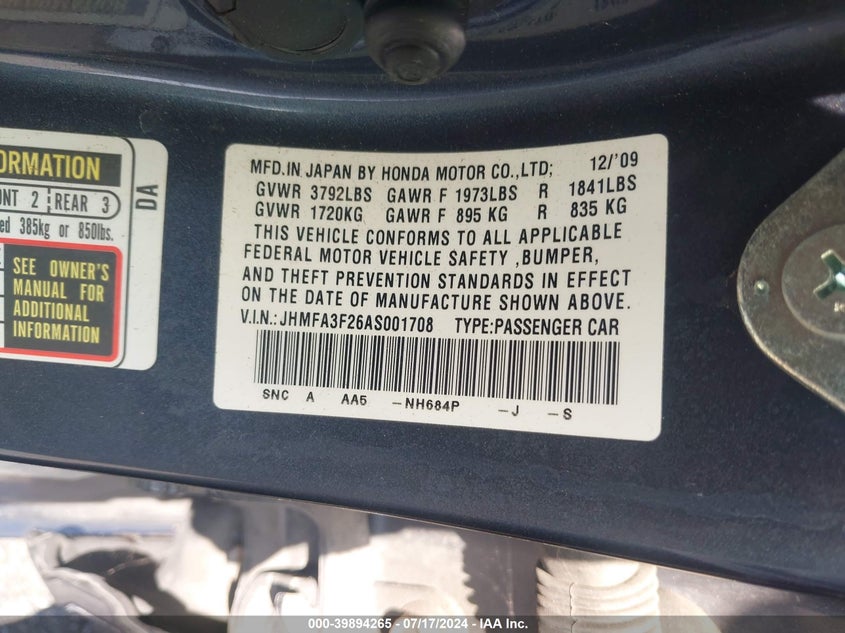 ORMATION
NT 2 REAR 3
ed 385kg or 850lbs.
SEE OWNER'S
MANUAL FOR
ADDITIONAL
INFORMATION
DA
MFD.IN JAPAN BY HONDA MOTOR CO.,LTD; 12/'09
GVWR 3792LBS GAWR F 1973LBS R 1841LBS
GVWR 1720KG GAWR F 895 KG R 835 KG
THIS VEHICLE CONFORMS TO ALL APPLICABLE
FEDERAL MOTOR VEHICLE SAFETY ,BUMPER,
AND THEFT PREVENTION STANDARDS IN EFFECT
ON THE DATE OF MANUFACTURE SHOWN ABOVE.
V.I.N.: JHMFA3F26AS001708 TYPE:PASSENGER CAR
SNC A AA5 -NH684P -J -S
000-39894265 - 07/17/2024 - IAA Inc.